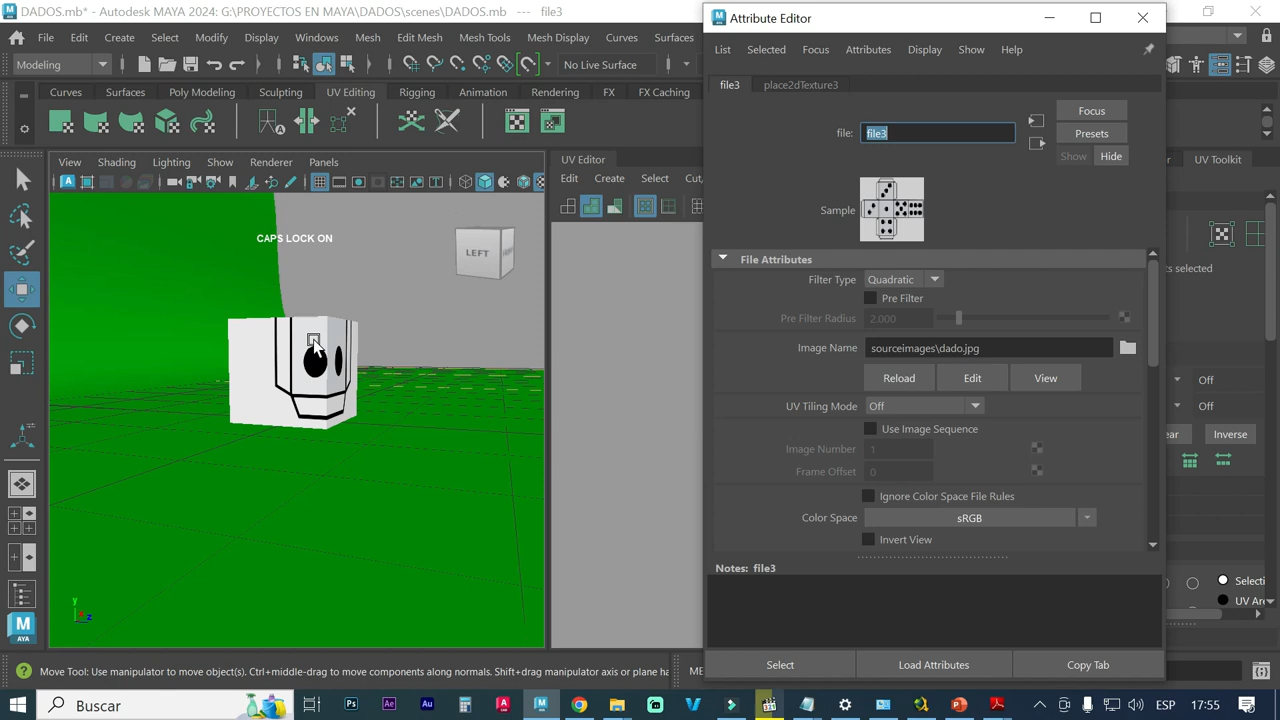 DADOS.mb* - Autodesk MAYA 2024: G:\PROYECTOS EN MAYA\DADOS\scenes\DADOS.mb --- file3
File Edit Create Select Modify Display Windows Mesh Edit Mesh Mesh Tools Mesh Display Curves Surfaces
Modeling
No Live Surface
Curves Surfaces Poly Modeling Sculpting UV Editing Rigging Animation Rendering FX FX Caching
View Shading Lighting Show Renderer Panels
CAPS LOCK ON
LEFT
y
z
UV Editor
Edit Create Select
UV Toolkit
Attribute Editor
List Selected Focus Attributes Display Show Help
file3 place2dTexture3
file: file3
Focus
Presets
Show Hide
Sample
File Attributes
Filter Type Quadratic
Pre Filter
Pre Filter Radius 2.000
Image Name sourceimages\dado.jpg
Reload Edit View
UV Tiling Mode Off
Use Image Sequence
Image Number 1
Frame Offset 0
Ignore Color Space File Rules
Color Space sRGB
Invert View
Notes: file3
Select Load Attributes Copy Tab
Off
Off
Inverse
M
AYA
Move Tool: Use manipulator to move object(s). Ctrl+middle-drag to move components along normals. Shift+drag manipulator axis or plane ha
Buscar
ESP 17:55